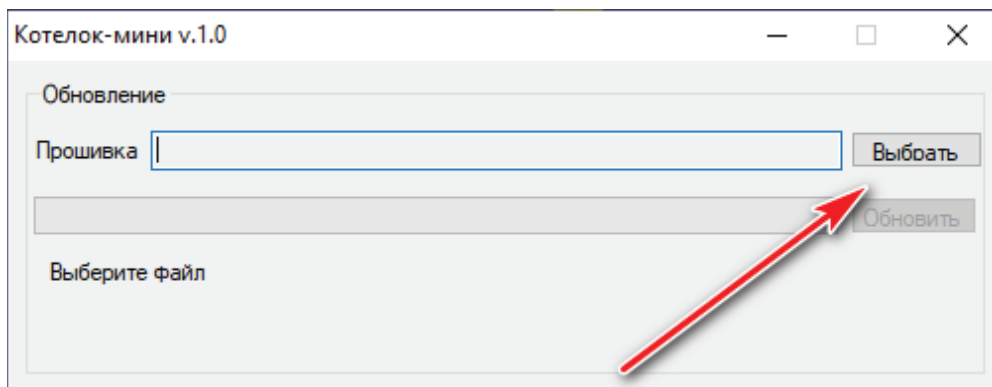 Котелок-мини v.1.0
Обновление
Прошивка Выбрать
Обновить
Выберите файл